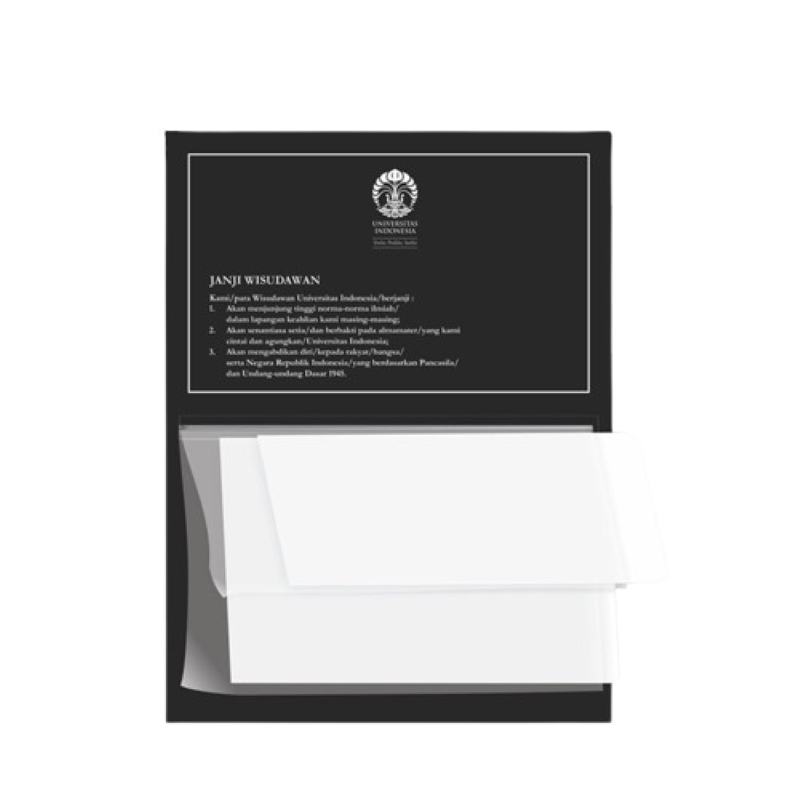 UNIVERSITAS
INDONESIA
JANJI WISUDAWAN
Kami/para Wisudawan Universitas Indonesia/berjanji :
1. Akan menjunjung tinggi norma-norma ilmiah/
dalam lapangan keahlian kami masing-masing;
2. Akan senantiasa setia/dan berbakti pada almamater/yang kami
cintai dan agungkan/Universitas Indonesia;
3. Akan mengabdikan diri/kepada rakyat/bangsa/
serta Negara Republik Indonesia/yang berdasarkan Pancasila/
dan Undang-undang Dasar 1945.